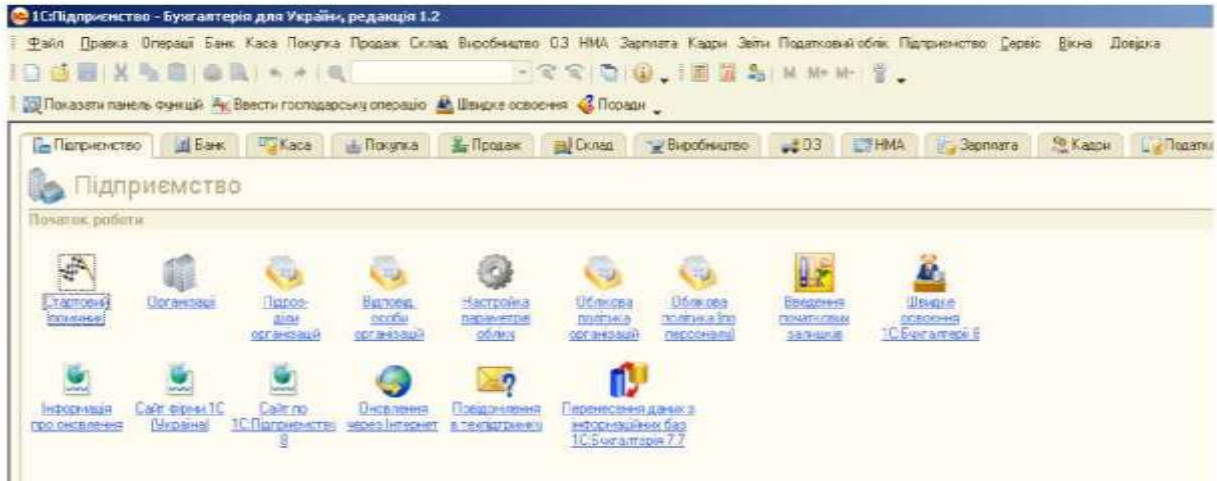 1С:Підприємство - Бухгалтерія для України, редакція 1.2
Файл Правка Операції Банк Каса Покупка Продаж Склад Виробництво ОЗ НМА Зарплата Кадри Звіти Податковий облік Підприємство Сервіс Вікна Довідка
M M+ M-
Показати панель функцій Ввести господарську операцію Швидке освоєння Поради
Підприємство Банк Каса Покупка Продаж Склад Виробництво ОЗ НМА Зарплата Кадри Податк
Підприємство
Початок роботи
Стартовий помічник
Організації
Підроз-
діли
організацій
Відповід.
особи
організацій
Настройка
параметрів
обліку
Облікова
політика
організацій
Облікова
політика (по
персоналу)
Введення
початкових
залишків
Швидке
освоєння
1С:Бухгалтерії 8
Інформація
про оновлення
Сайт фірми 1С
(Україна)
Сайт по
1С:Підприємству
8
Оновлення
через Інтернет
Повідомлення
в техпідтримку
Перенесення даних з
інформаційних баз
1С:Бухгалтерія 7.7